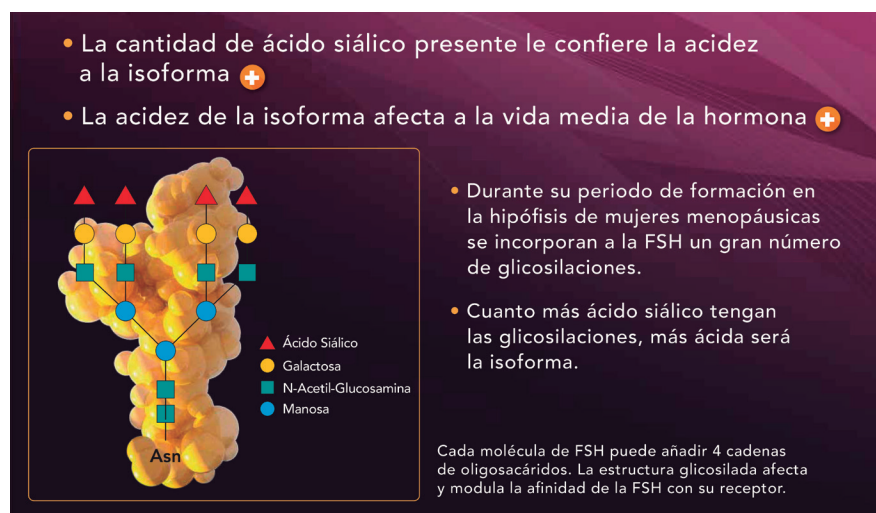 • La cantidad de ácido siálico presente le confiere la acidez
a la isoforma +
• La acidez de la isoforma afecta a la vida media de la hormona +
Ácido Siálico
Galactosa
N-Acetil-Glucosamina
Manosa
Asn
• Durante su periodo de formación en
la hipófisis de mujeres menopáusicas
se incorporan a la FSH un gran número
de glicosilaciones.
• Cuanto más ácido siálico tengan
las glicosilaciones, más ácida será
la isoforma.
Cada molécula de FSH puede añadir 4 cadenas
de oligosacáridos. La estructura glicosilada afecta
y modula la afinidad de la FSH con su receptor.